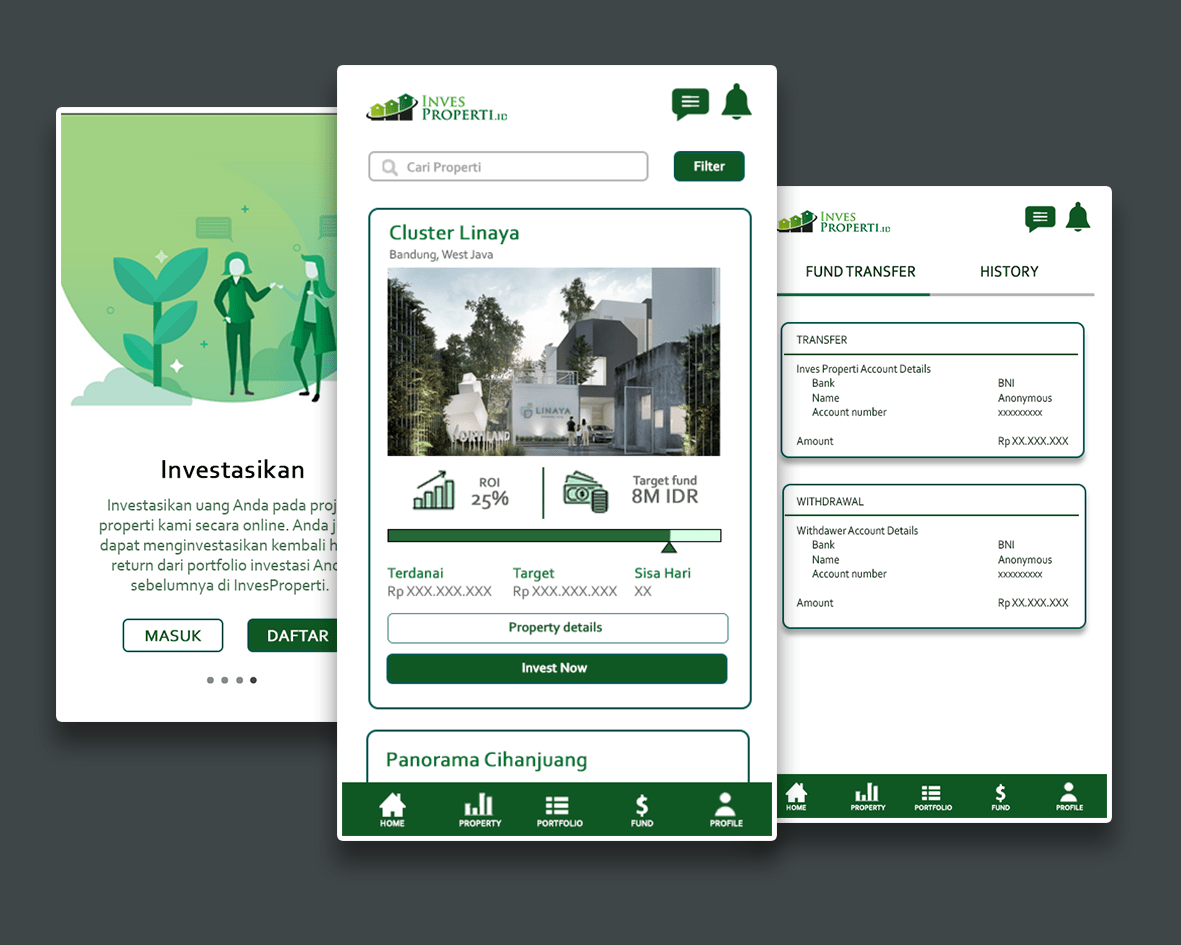 Investasikan
Investasikan uang Anda pada proj
properti kami secara online. Anda j
dapat menginvestasikan kembali h
return dari portfolio investasi And
sebelumnya di InvesProperti.
MASUK
DAFTAR
INVES
PROPERTI.ID
Cari Properti
Filter
Cluster Linaya
Bandung, West Java
LINAYA
ROI
25%
Target fund
8M IDR
Terdanai
Target
Sisa Hari
Rp XXX.XXX.XXX
Rp XXX.XXX.XXX
XX
Property details
Invest Now
Panorama Cihanjuang
HOME
PROPERTY
PORTFOLIO
FUND
PROFILE
INVES
PROPERTI.ID
FUND TRANSFER
HISTORY
TRANSFER
Inves Properti Account Details
Bank BNI
Name Anonymous
Account number xxxxxxxxx
Amount Rp XX.XXX.XXX
WITHDRAWAL
Withdawer Account Details
Bank BNI
Name Anonymous
Account number xxxxxxxxx
Amount Rp XX.XXX.XXX
HOME
PROPERTY
PORTFOLIO
FUND
PROFILE